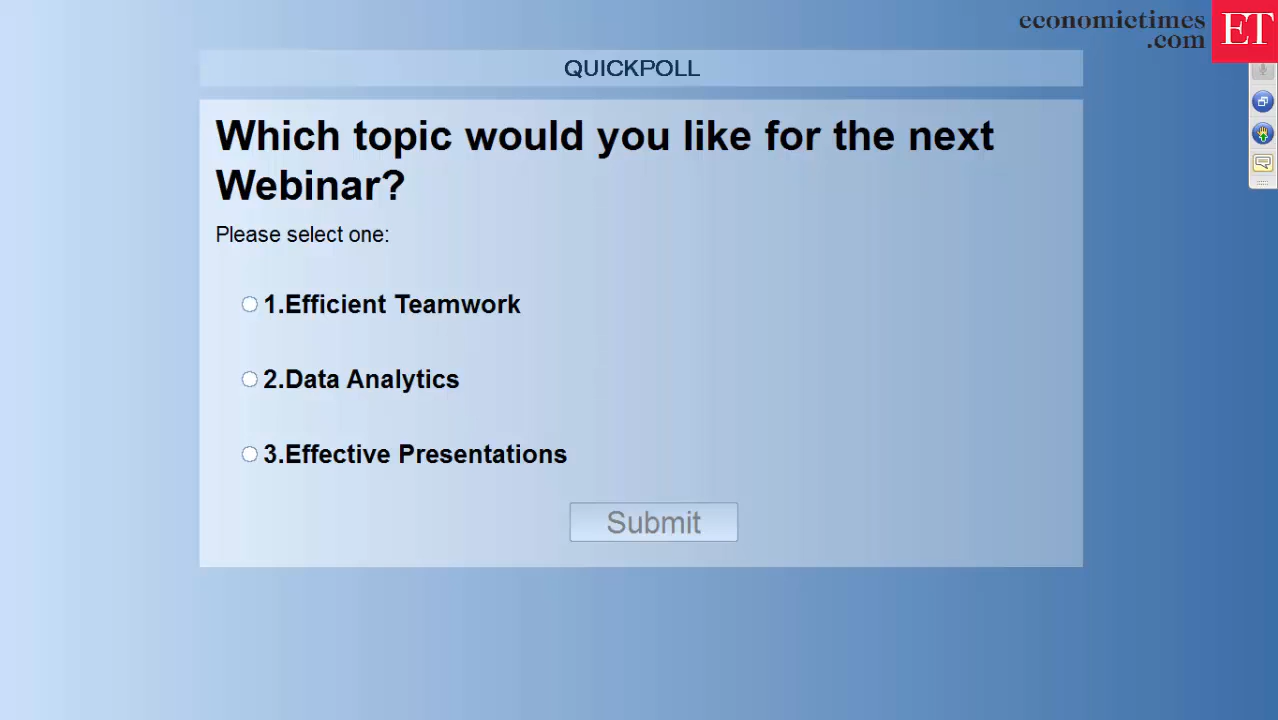 economictimes
.com
ET
QUICKPOLL
Which topic would you like for the next
Webinar?
Please select one:
1.Efficient Teamwork
2.Data Analytics
3.Effective Presentations
Submit